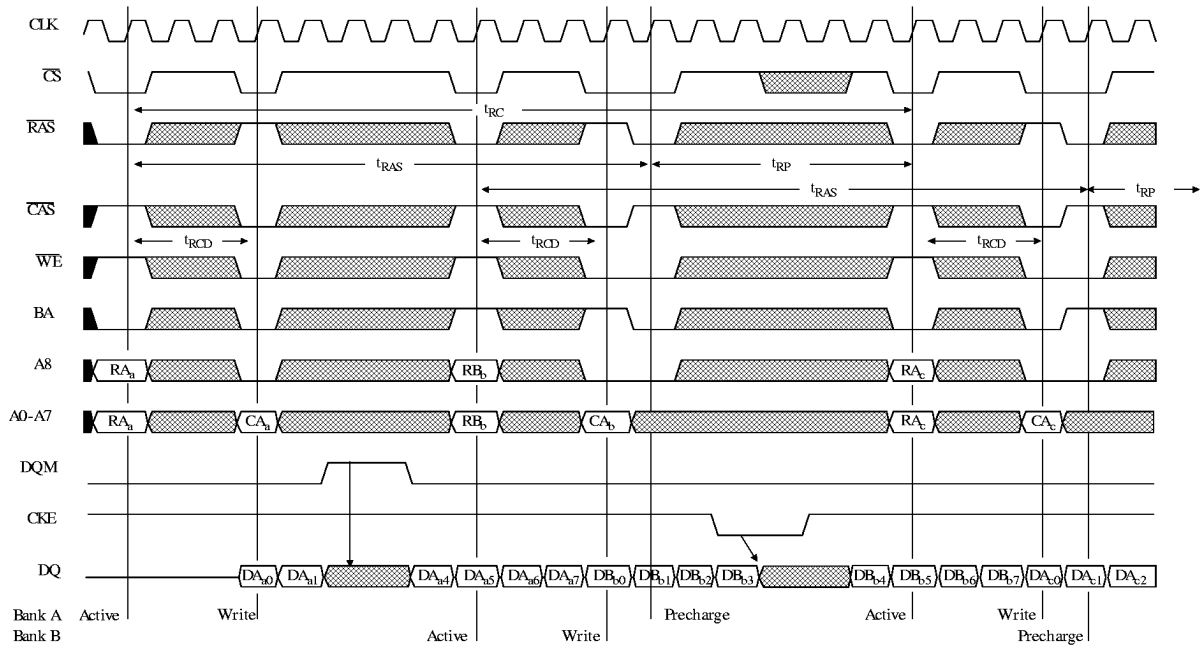 CLK
CS
tRC
RAS
tRAS tRP
tRAS tRP
CAS
tRCD tRCD tRCD
WE
BA
A8 RAa RBb RAc
A0-A7 RAa CAa RBb CAb RAc CAc
DQM
CKE
DQ DAa0 DAa1 DAa4 DAa5 DAa6 DAa7 DBb0 DBb1 DBb2 DBb3 DBb4 DBb5 DBb6 DBb7 DAc0 DAc1 DAc2
Bank A Active Write Precharge Active Write
Bank B Active Write Precharge